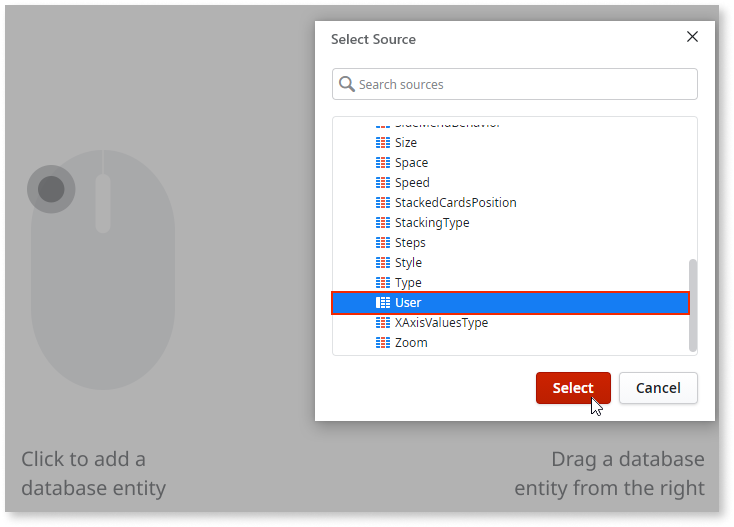 Select Source
Search sources
SideMenuBehavior
Size
Space
Speed
StackedCardsPosition
StackingType
Steps
Style
Type
User
XAxisValuesType
Zoom
Select
Cancel
Click to add a
database entity
Drag a database
entity from the right